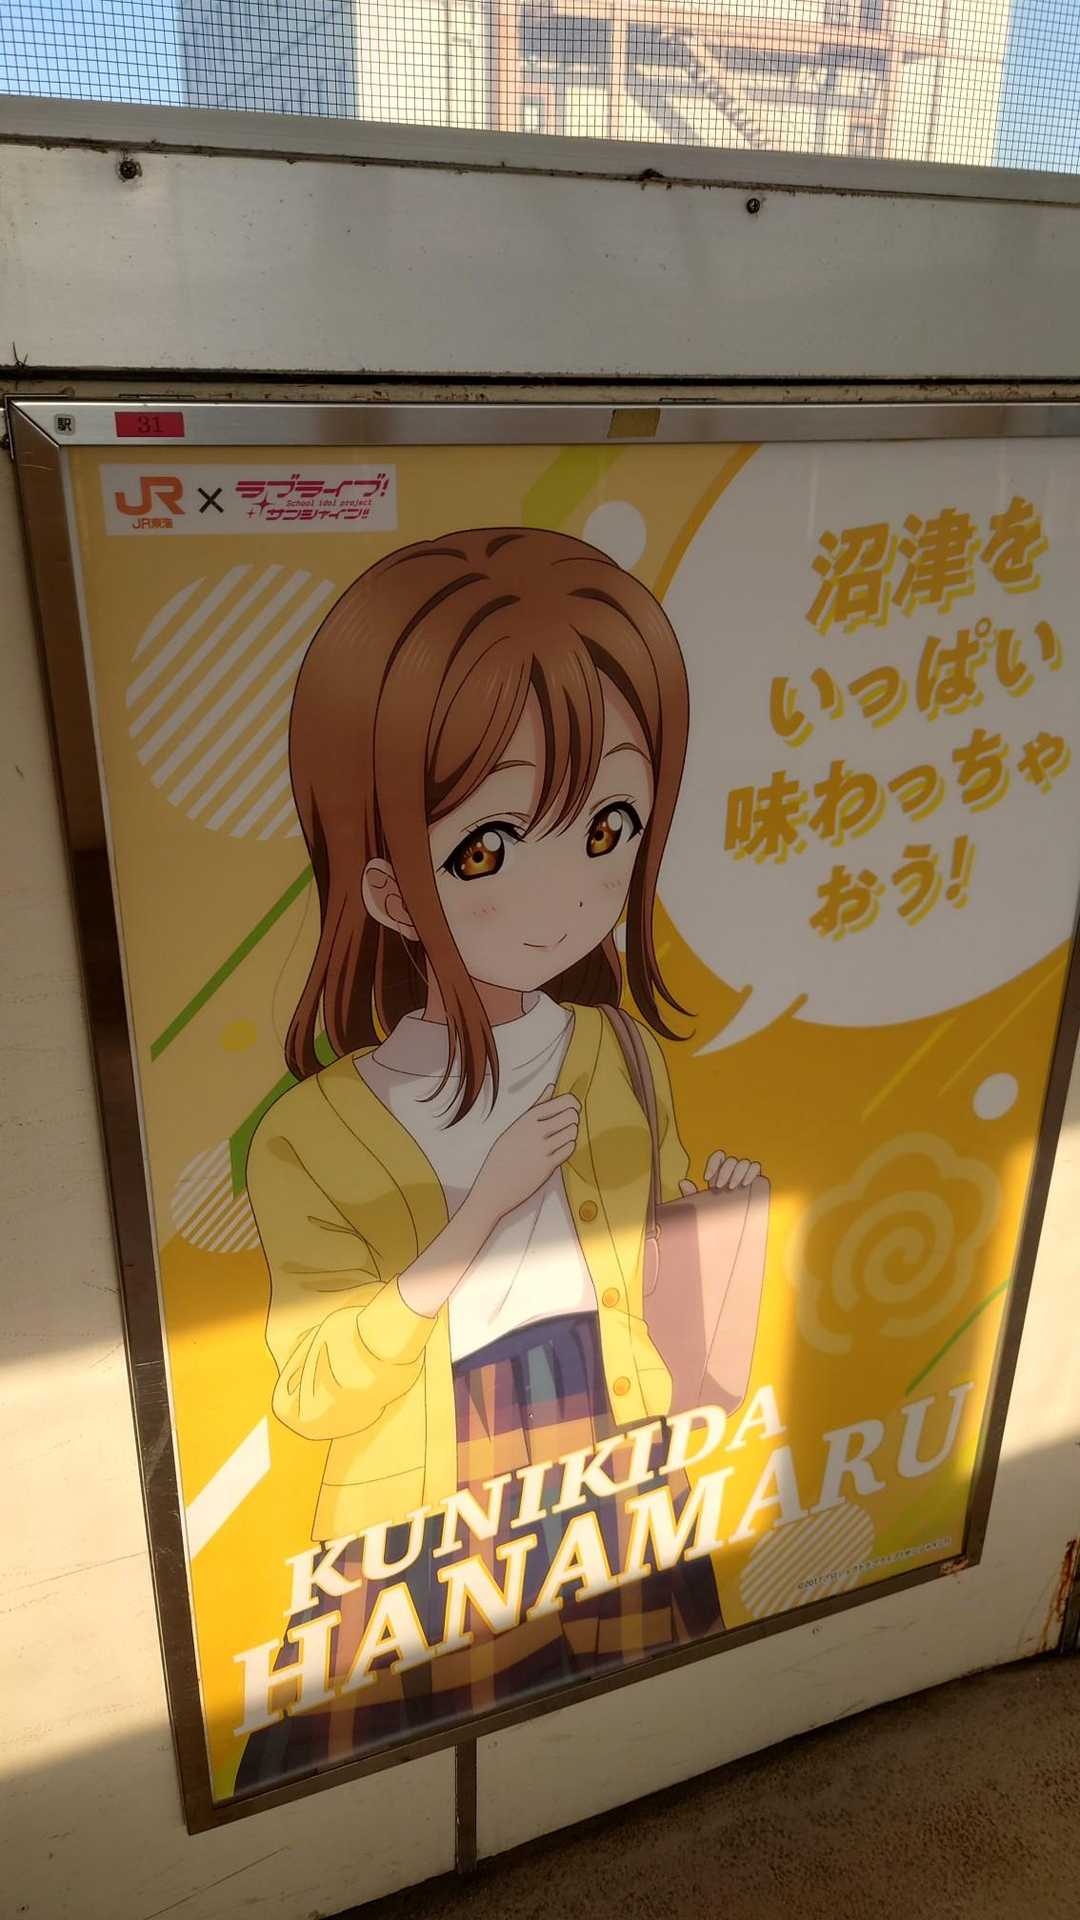 駅
31
JR × ラブライブ!
JR東海
School idol project
サンシャイン!!
沼津を
いっぱい
味わっちゃ
おう!
KUNIKIDA
HANAMARU